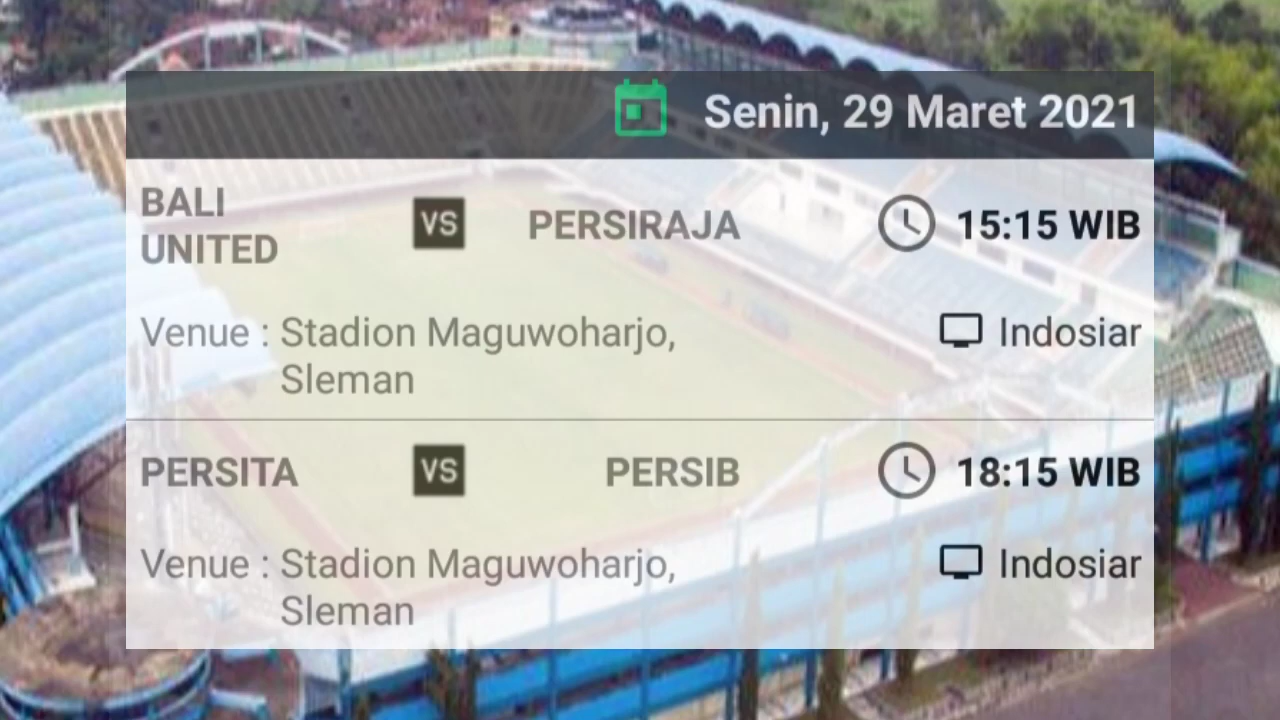 Senin, 29 Maret 2021
BALI UNITED VS PERSIRAJA 15:15 WIB
Venue : Stadion Maguwoharjo, Sleman Indosiar
PERSITA VS PERSIB 18:15 WIB
Venue : Stadion Maguwoharjo, Sleman Indosiar